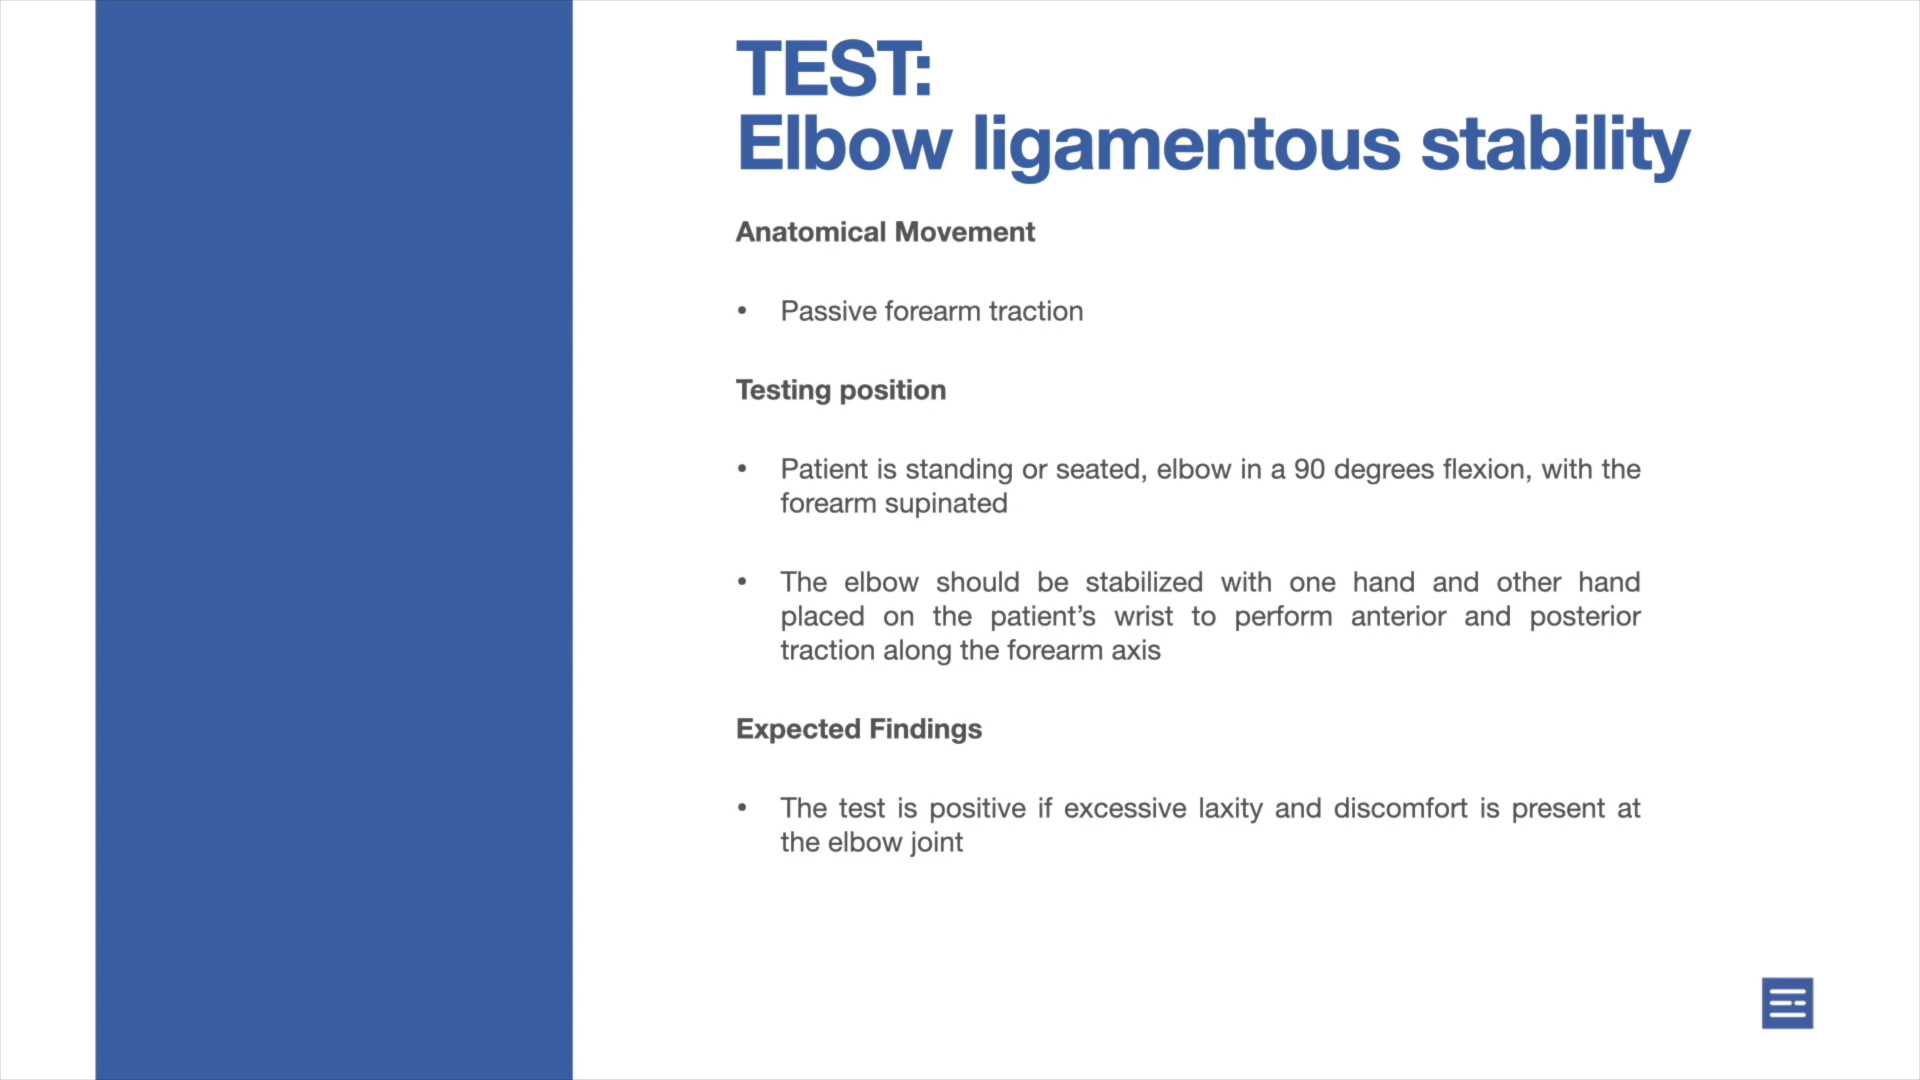 TEST:
Elbow ligamentous stability
Anatomical Movement
• Passive forearm traction
Testing position
• Patient is standing or seated, elbow in a 90 degrees flexion, with the
forearm supinated
• The elbow should be stabilized with one hand and other hand
placed on the patient’s wrist to perform anterior and posterior
traction along the forearm axis
Expected Findings
• The test is positive if excessive laxity and discomfort is present at
the elbow joint